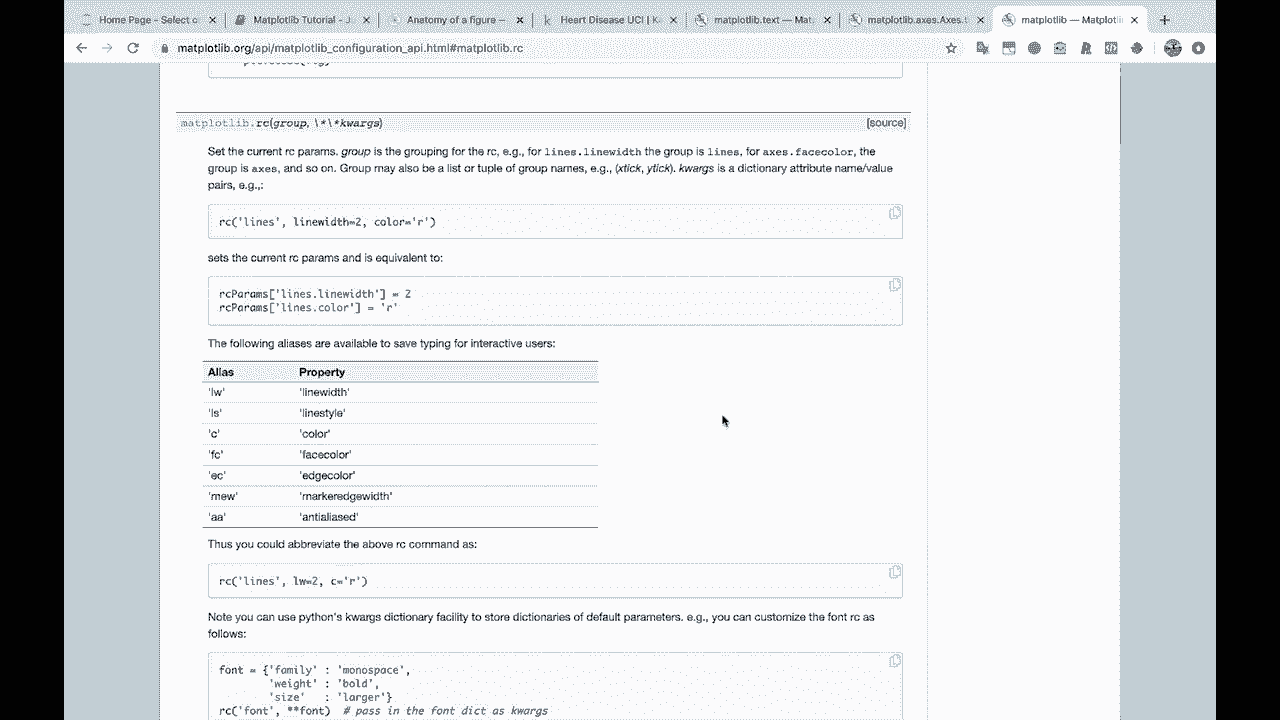 Home Page - Select o
Matplotlib Tutorial - J
Anatomy of a figure —
Heart Disease UCI | K
matplotlib.text — Mat
matplotlib.axes.Axes.t
matplotlib — Matplotli
matplotlib.org/api/matplotlib_configuration_api.html#matplotlib.rc
matplotlib.rc(group, \*\*kwargs)
[source]
Set the current rc params. group is the grouping for the rc, e.g., for lines.linewidth the group is lines, for axes.facecolor, the
group is axes, and so on. Group may also be a list or tuple of group names, e.g., (xtick, ytick). kwargs is a dictionary attribute name/value
pairs, e.g.,:
rc('lines', linewidth=2, color='r')
sets the current rc params and is equivalent to:
rcParams['lines.linewidth'] = 2
rcParams['lines.color'] = 'r'
The following aliases are available to save typing for interactive users:
Alias Property
'lw' 'linewidth'
'ls' 'linestyle'
'c' 'color'
'fc' 'facecolor'
'ec' 'edgecolor'
'mew' 'markeredgewidth'
'aa' 'antialiased'
Thus you could abbreviate the above rc command as:
rc('lines', lw=2, c='r')
Note you can use python's kwargs dictionary facility to store dictionaries of default parameters. e.g., you can customize the font rc as
follows:
font = {'family' : 'monospace',
'weight' : 'bold',
'size' : 'larger'}
rc('font', **font) # pass in the font dict as kwargs